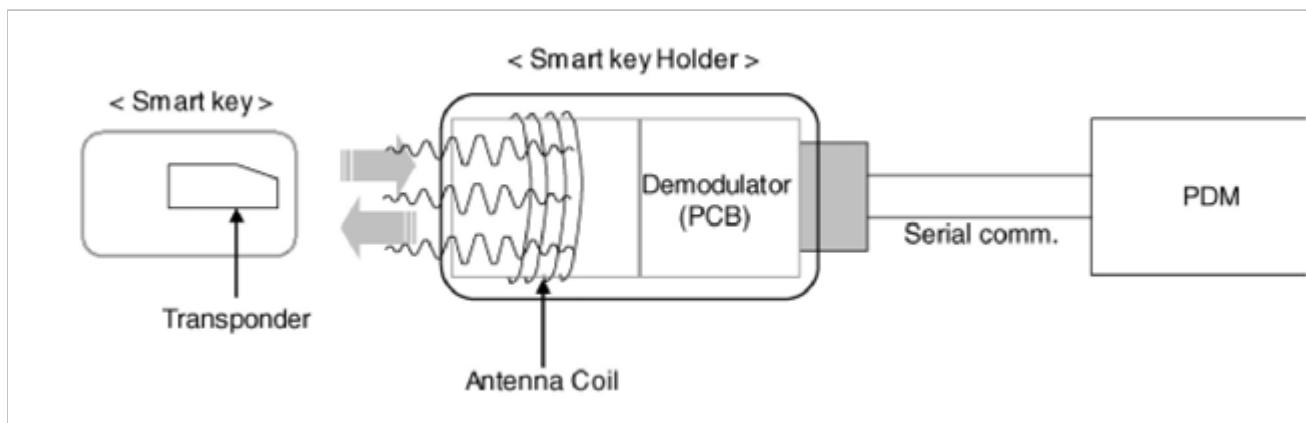 < Smart key Holder >
< Smart key >
Demodulator
(PCB)
PDM
Serial comm.
Transponder
Antenna Coil